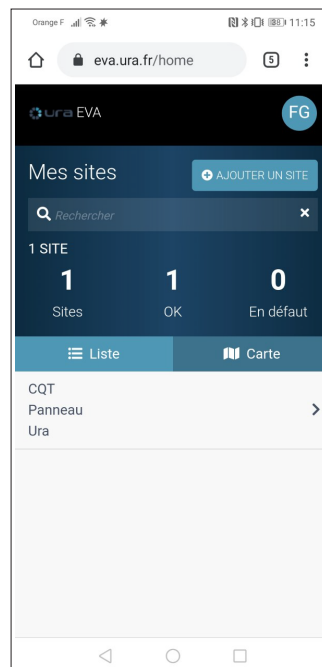 Orange F
88
11:15
eva.ura.fr/home
5
ura EVA
FG
Mes sites
AJOUTER UN SITE
Rechercher
1 SITE
1 1 0
Sites OK En défaut
Liste Carte
CQT
Panneau
Ura